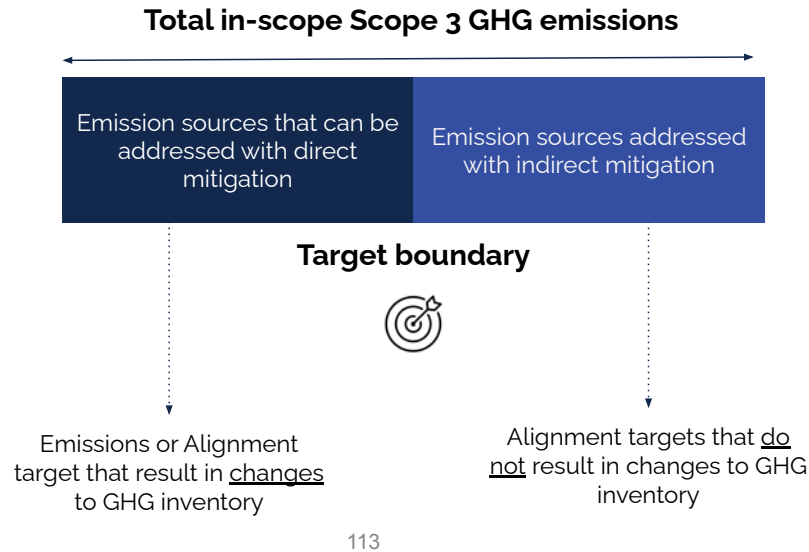 Total in-scope Scope 3 GHG emissions
Emission sources that can be
addressed with direct
mitigation
Emission sources addressed
with indirect mitigation
Target boundary
Emissions or Alignment
target that result in changes
to GHG inventory
Alignment targets that do
not result in changes to GHG
inventory
113